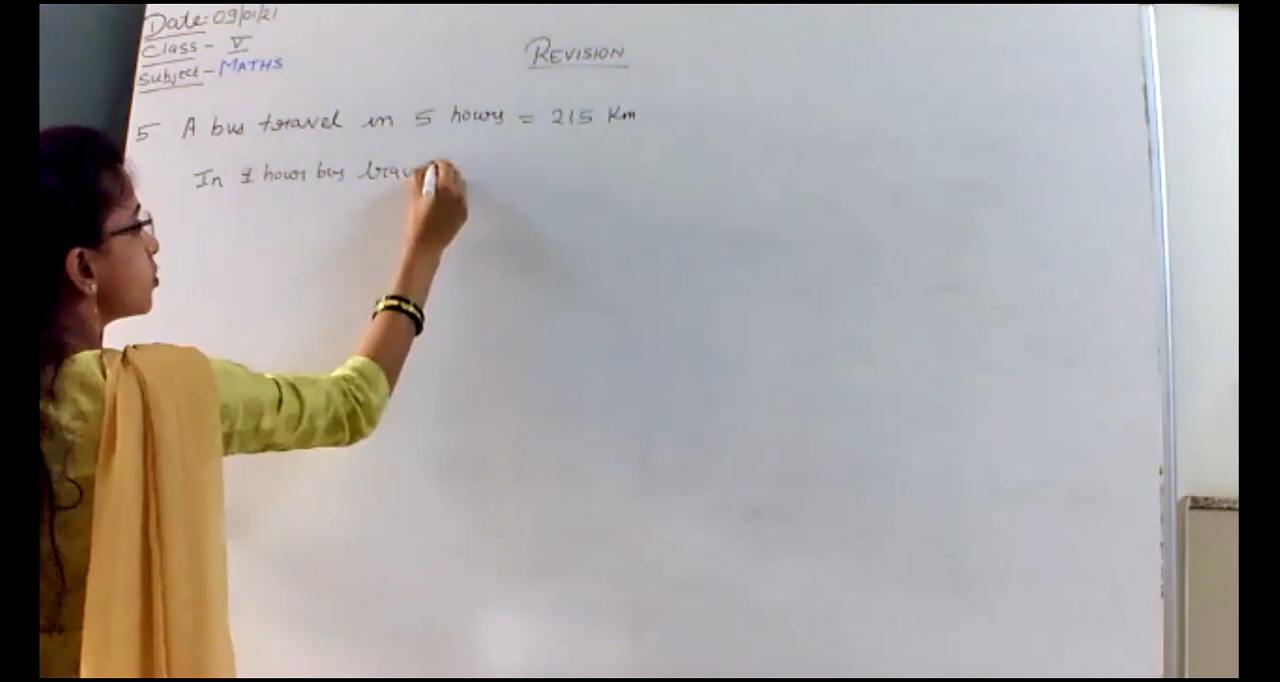 Date: 09/01/21
Class - V
Subject - MATHS
REVISION
5 A bus travel in 5 hours = 215 Km
In 1 hours bus trav